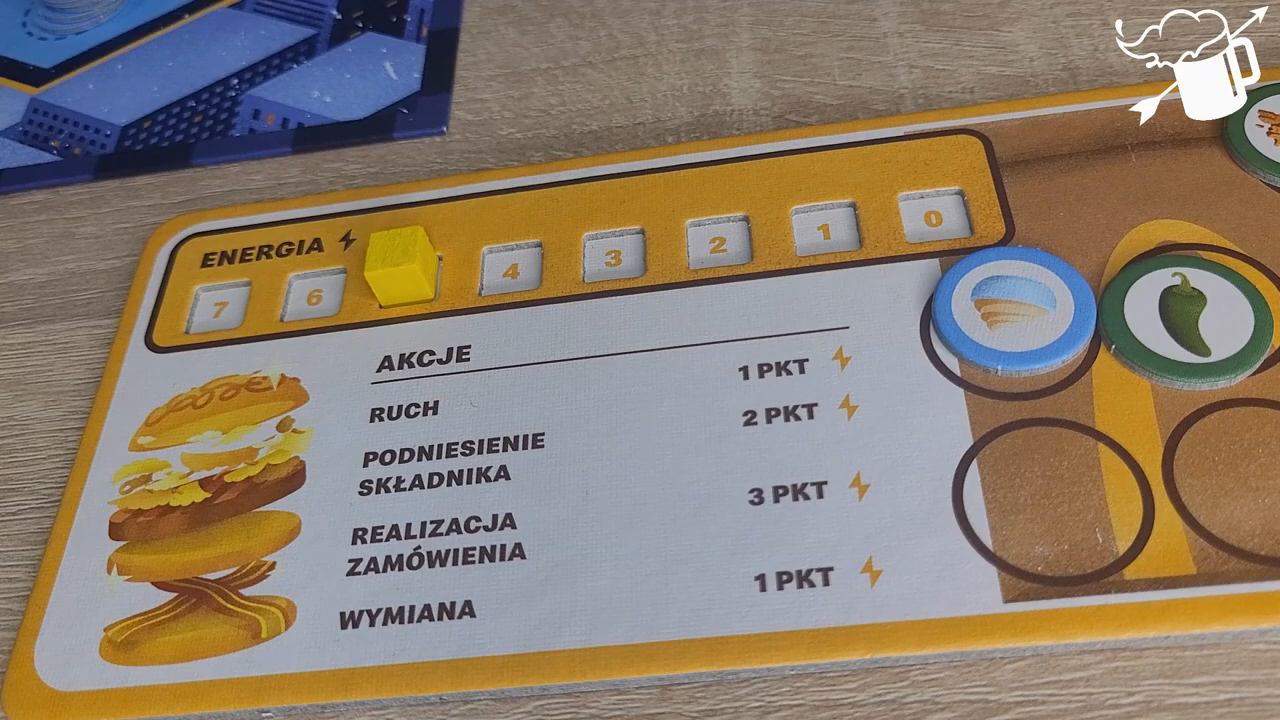 ENERGIA
7 6 4 3 2 1 0
AKCJE
RUCH 1 PKT
PODNIESIENIE 2 PKT
SKŁADNIKA
REALIZACJA 3 PKT
ZAMÓWIENIA
WYMIANA 1 PKT